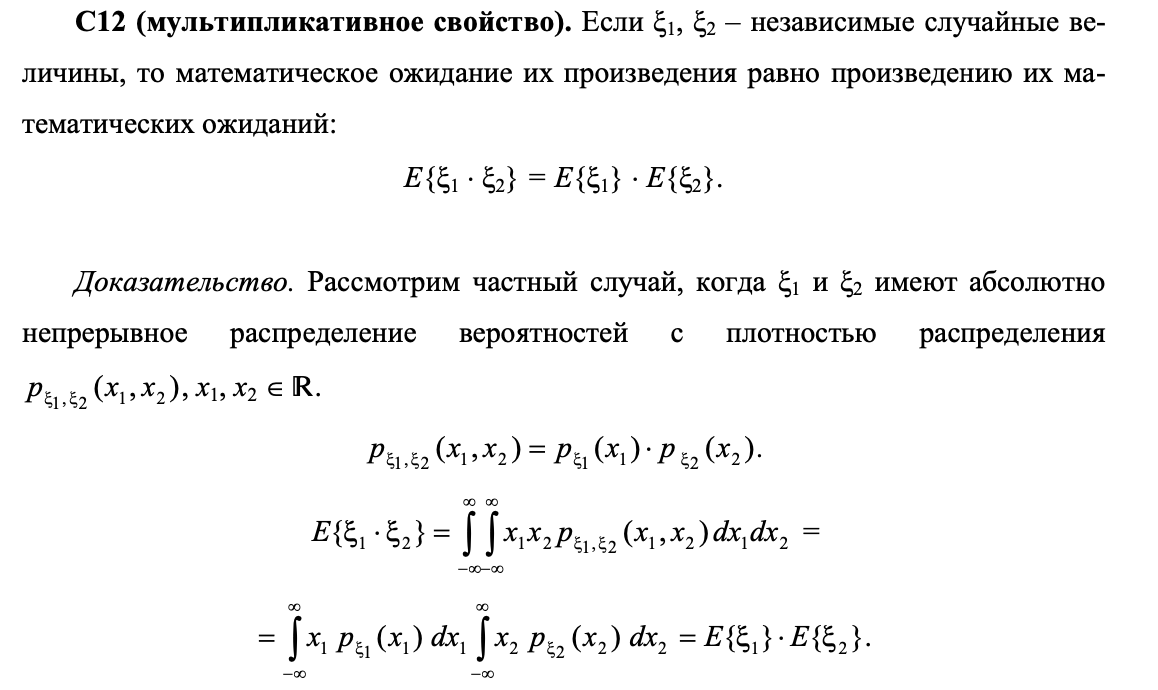 С12 (мультипликативное свойство). Если ξ₁, ξ₂ – независимые случайные ве-
личины, то математическое ожидание их произведения равно произведению их ма-
тематических ожиданий:
E{ξ₁ · ξ₂} = E{ξ₁} · E{ξ₂}.
Доказательство. Рассмотрим частный случай, когда ξ₁ и ξ₂ имеют абсолютно
непрерывное распределение вероятностей с плотностью распределения
p_{ξ₁,ξ₂}(x₁,x₂), x₁, x₂ ∈ ℝ.
p_{ξ₁,ξ₂}(x₁,x₂) = p_{ξ₁}(x₁) · p_{ξ₂}(x₂).
E{ξ₁ · ξ₂} = ∫_{−∞}^{∞} ∫_{−∞}^{∞} x₁x₂p_{ξ₁,ξ₂}(x₁,x₂)dx₁dx₂ =
= ∫_{−∞}^{∞} x₁ p_{ξ₁}(x₁) dx₁ ∫_{−∞}^{∞} x₂ p_{ξ₂}(x₂) dx₂ = E{ξ₁} · E{ξ₂}.